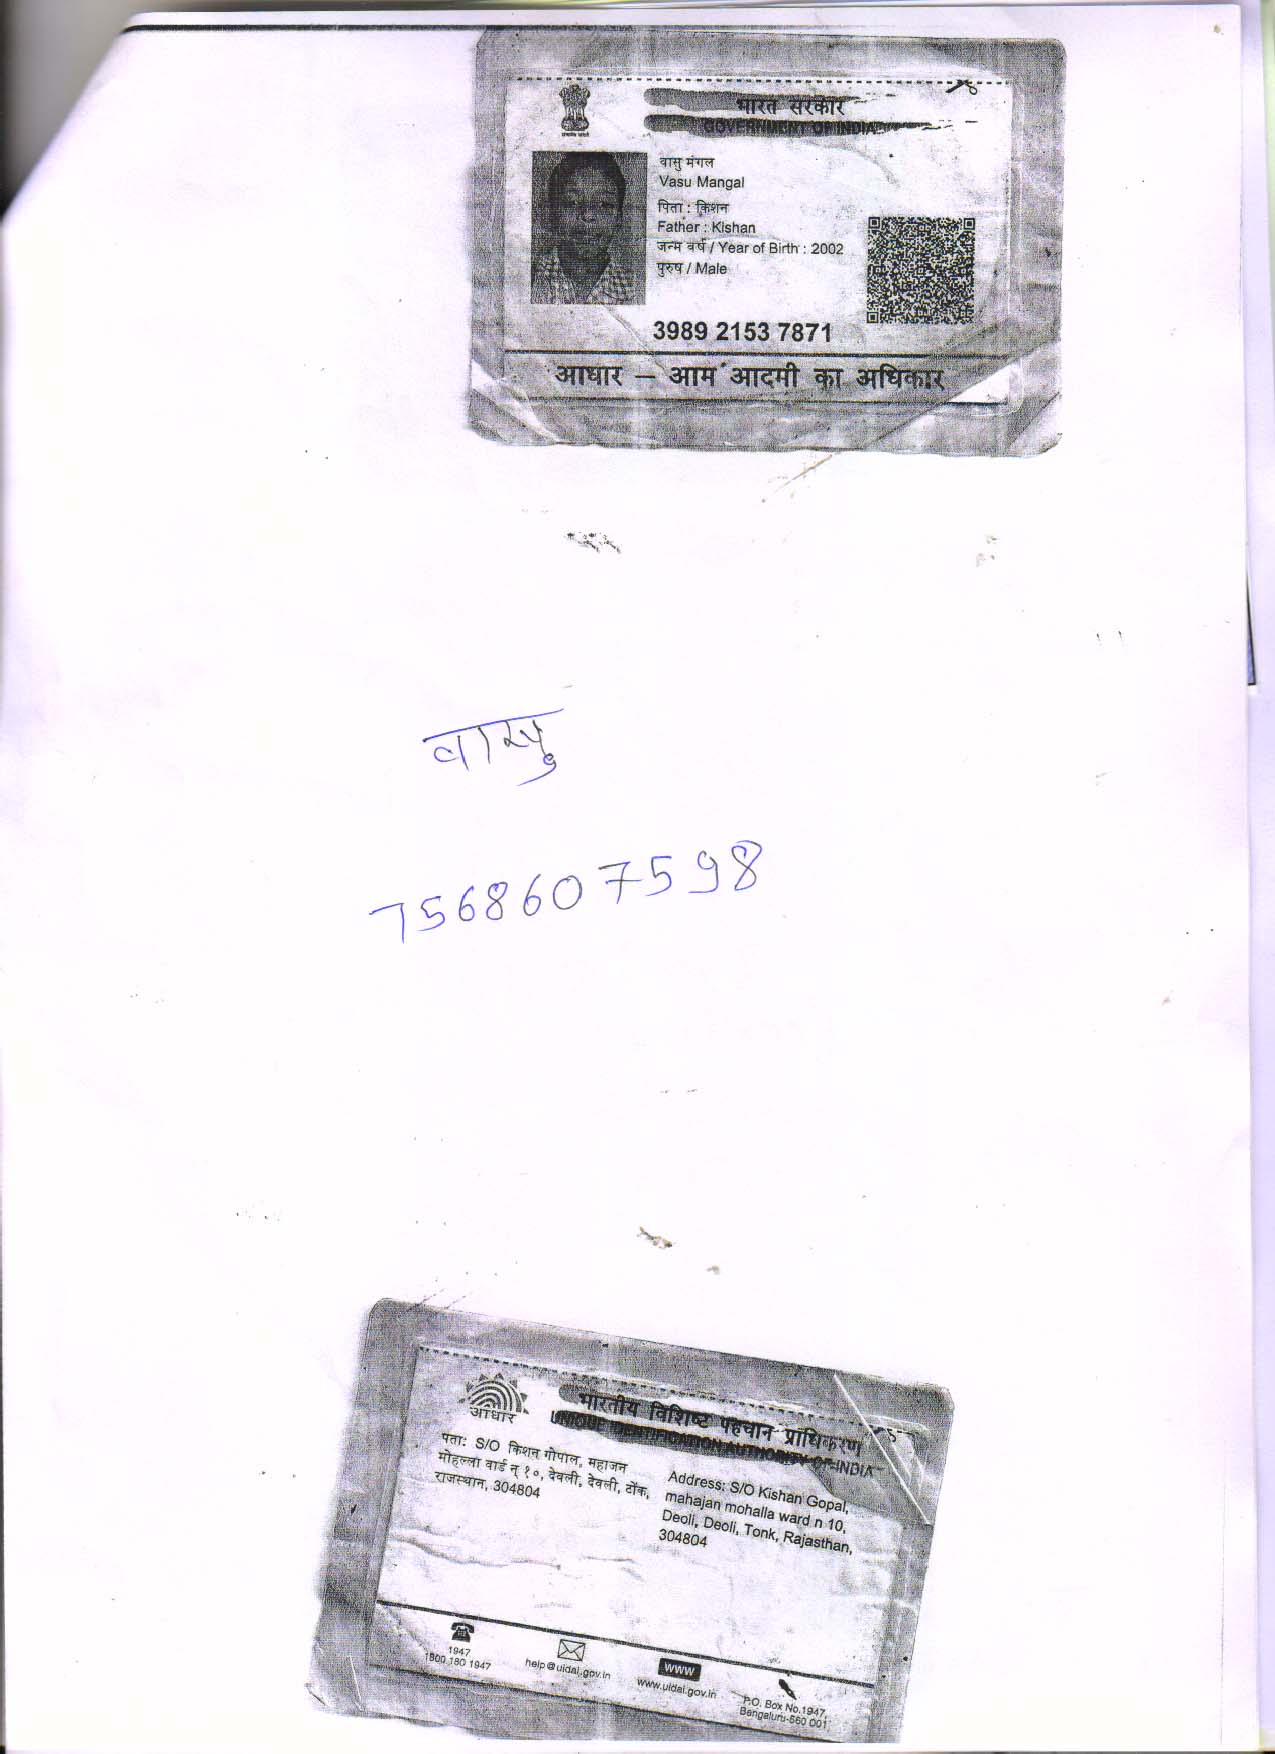 भारत सरकार
GOVERNMENT OF INDIA
वासु मंगल
Vasu Mangal
पिता : किशन
Father : Kishan
जन्म वर्ष / Year of Birth : 2002
पुरुष / Male
3989 2153 7871
आधार – आम आदमी का अधिकार
वासु
7568607598
भारतीय विशिष्ट पहचान प्राधिकरण
UNIQUE IDENTIFICATION AUTHORITY OF INDIA
आधार
पता: S/O किशन गोपाल, महाजन
मोहल्ला वार्ड न् १०, देवली, देवली, टोंक,
राजस्थान, 304804
Address: S/O Kishan Gopal,
mahajan mohalla ward n 10,
Deoli, Deoli, Tonk, Rajasthan,
304804
1947
1800 180 1947
help@uidai.gov.in
www
www.uidai.gov.in
P.O. Box No.1947,
Bengaluru-560 001